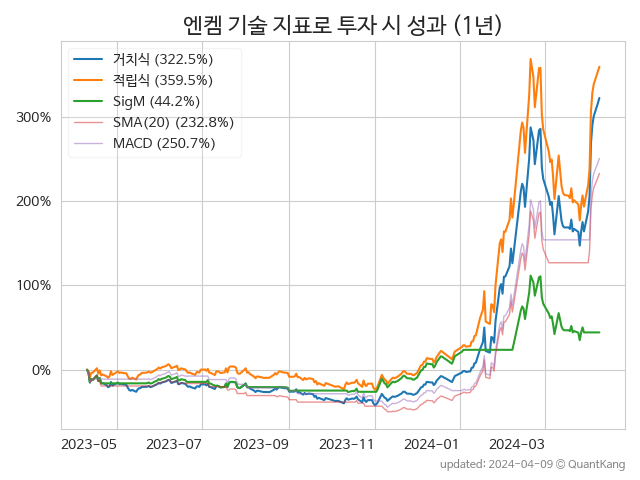 엔켐 기술 지표로 투자 시 성과 (1년)
거치식 (322.5%)
적립식 (359.5%)
SigM (44.2%)
SMA(20) (232.8%)
MACD (250.7%)
300%
200%
100%
0%
2023-05 2023-07 2023-09 2023-11 2024-01 2024-03
updated: 2024-04-09 © QuantKang